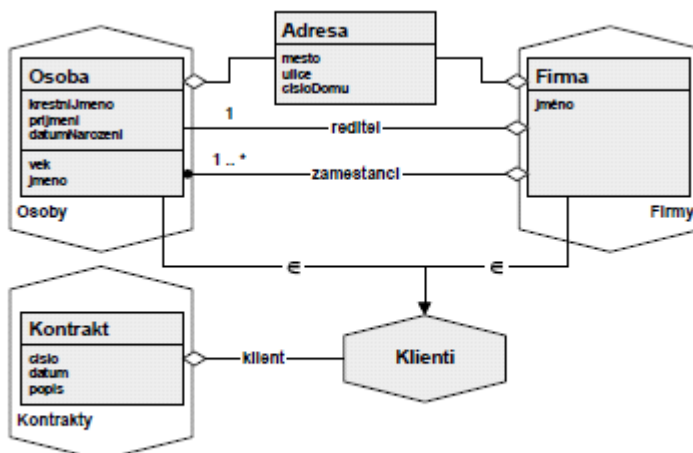 Adresa
mesto
ulice
cisloDomu
Osoba
krestniJmeno
prijmeni
datumNarozeni
vek
jmeno
Osoby
Firma
jméno
Firmy
1
reditel
1 .. *
zamestanci
∈
∈
Kontrakt
cislo
datum
popis
Kontrakty
klient
Klienti